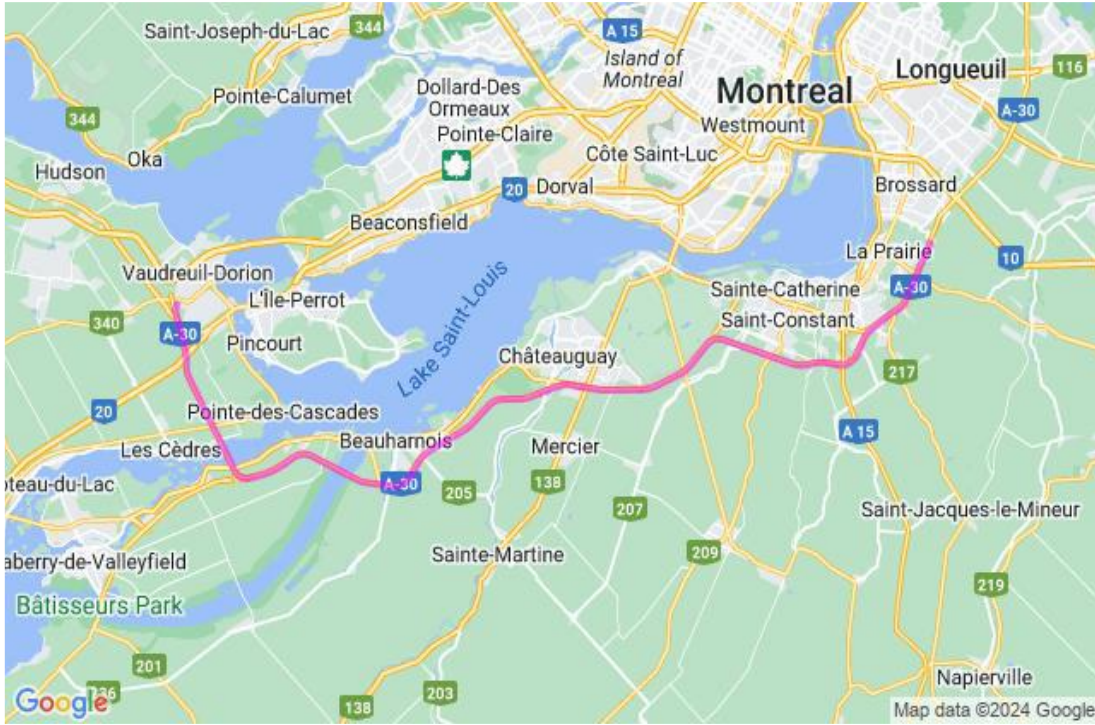 Saint-Joseph-du-Lac
344
A 15
Island of
Montreal
Longueuil
116
Pointe-Calumet
Dollard-Des
Ormeaux
Montreal
A-30
344
Pointe-Claire
Westmount
Oka
Hudson
Côte Saint-Luc
20
Dorval
Brossard
Beaconsfield
La Prairie
10
Vaudreuil-Dorion
L'Île-Perrot
Sainte-Catherine
A-30
340
A-30
Saint-Constant
Pincourt
Lake Saint-Louis
Châteauguay
217
20
Pointe-des-Cascades
Les Cèdres
Beauharnois
Mercier
A 15
oteau-du-Lac
A-30
205
138
207
Saint-Jacques-le-Mineur
aberry-de-Valleyfield
Sainte-Martine
209
219
Bâtisseurs Park
201
Napierville
Google
236
138
203
Map data ©2024 Google